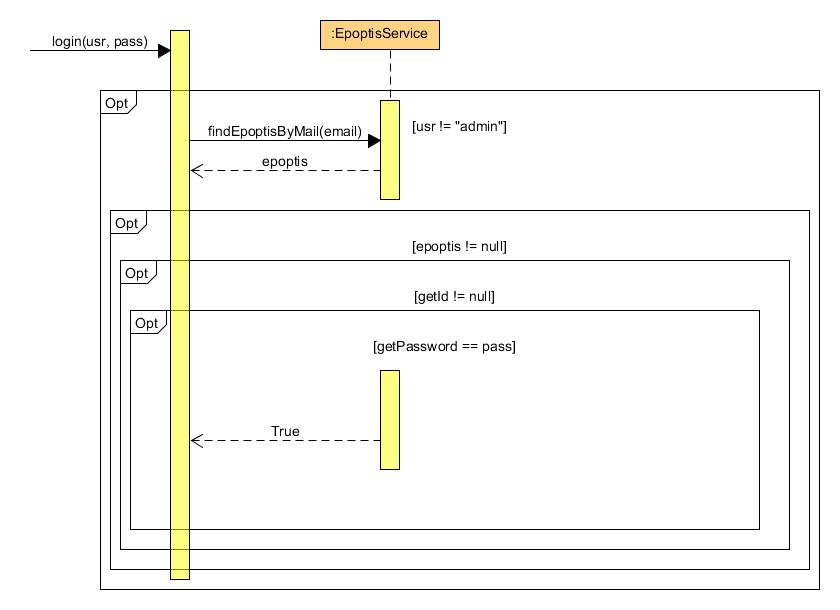 login(usr, pass)
:EpoptisService
Opt
[usr != "admin"]
findEpoptisByMail(email)
epoptis
Opt
[epoptis != null]
Opt
[getId != null]
Opt
[getPassword == pass]
True